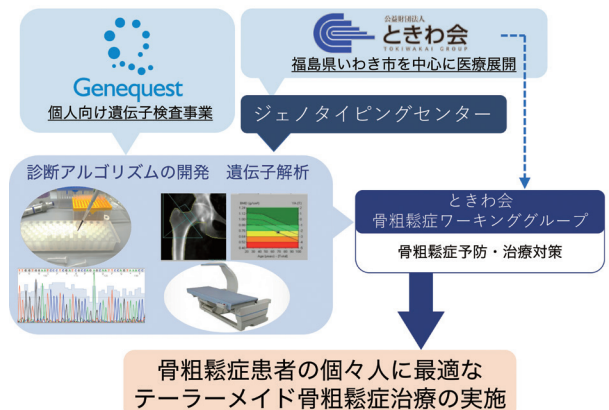 Genequest
個人向け遺伝子検査事業
公益財団法人
ときわ会
TOKIWAKAI GROUP
福島県いわき市を中心に医療展開
ジェノタイピングセンター
診断アルゴリズムの開発 遺伝子解析
ときわ会
骨粗鬆症ワーキンググループ
骨粗鬆症予防・治療対策
骨粗鬆症患者の個々人に最適な
テーラーメイド骨粗鬆症治療の実施